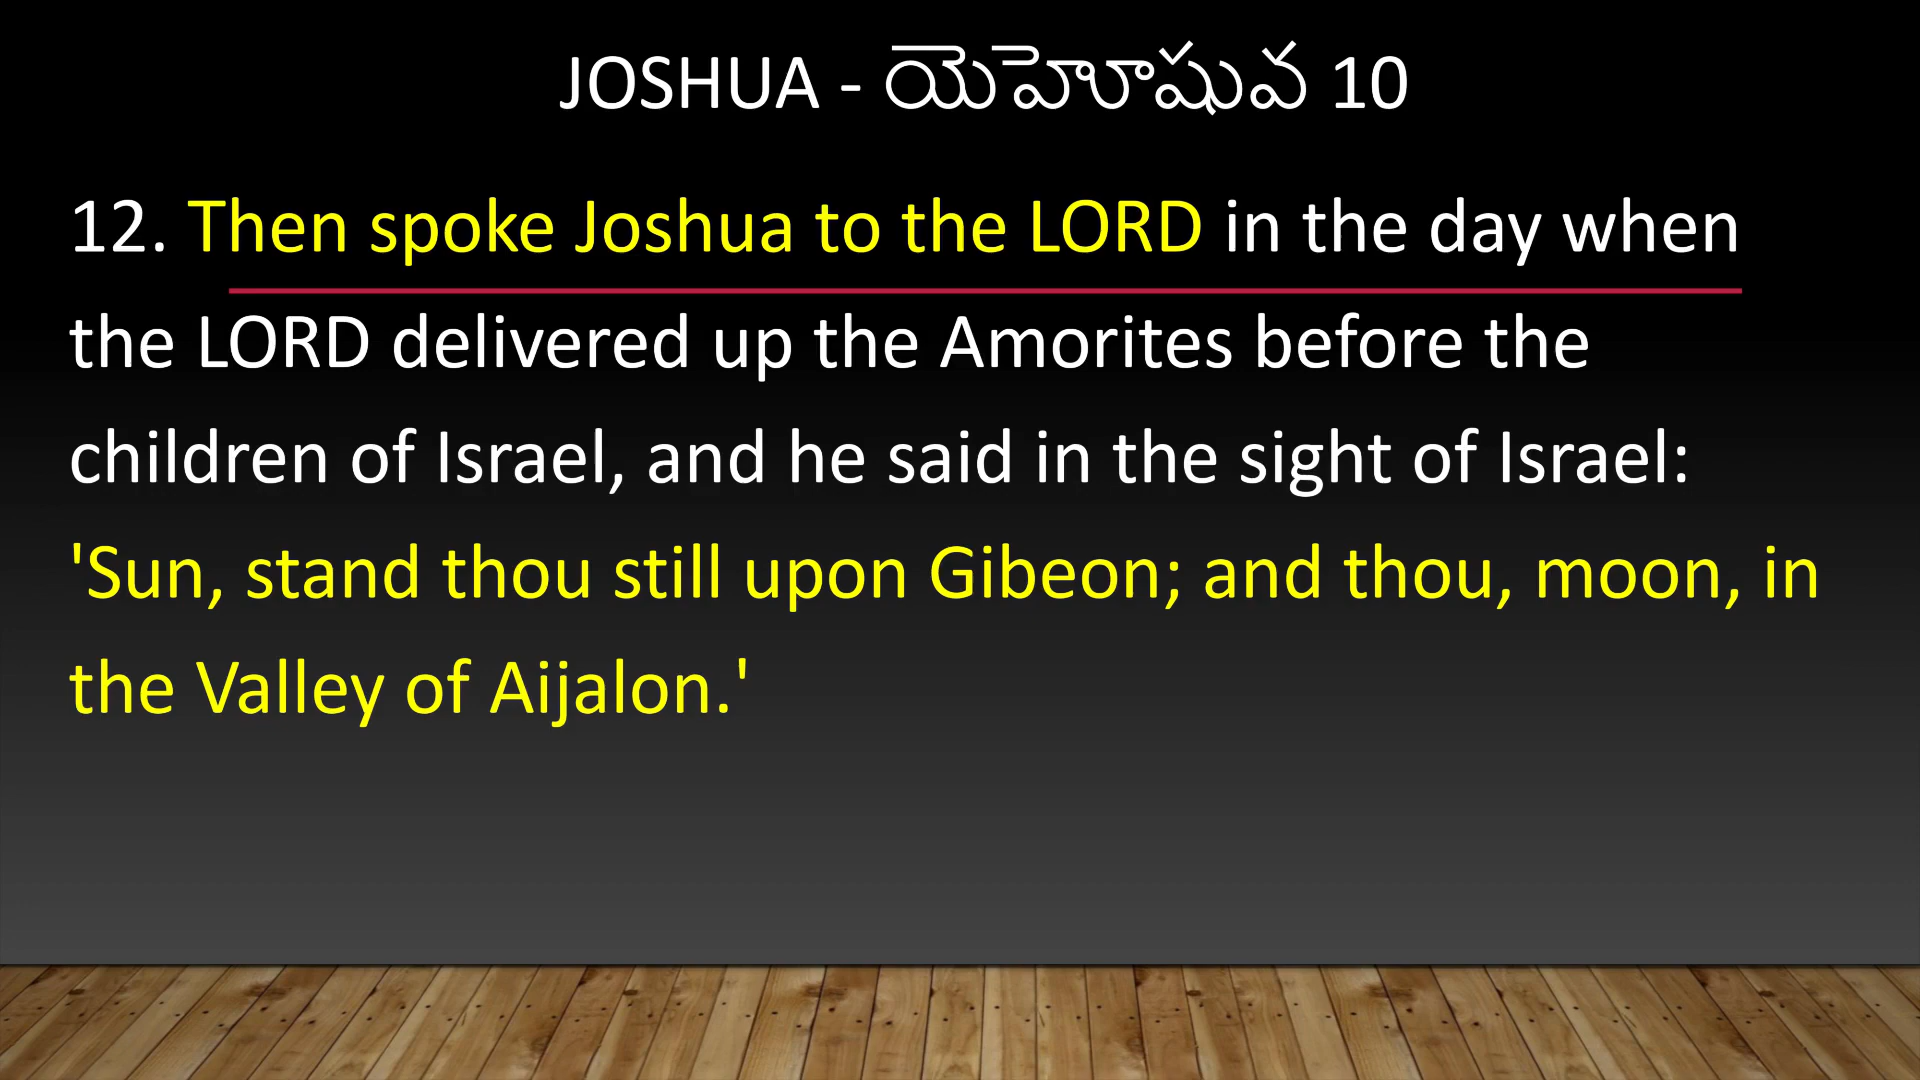 JOSHUA - యెహెూషువ 10
12. Then spoke Joshua to the LORD in the day when
the LORD delivered up the Amorites before the
children of Israel, and he said in the sight of Israel:
'Sun, stand thou still upon Gibeon; and thou, moon, in
the Valley of Aijalon.'